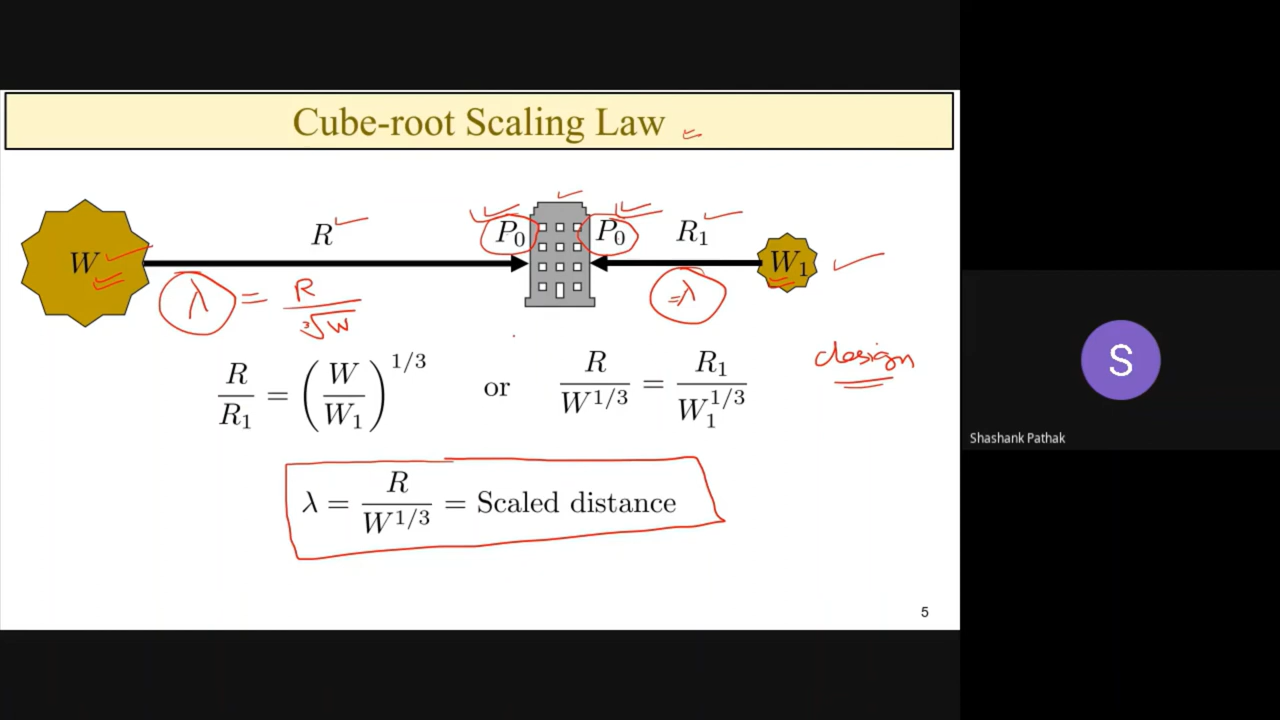 Cube-root Scaling Law
W R P₀ P₀ R₁ W₁
λ = R/∛W = λ
R/R₁ = (W/W₁)^{1/3} or R/W^{1/3} = R₁/W₁^{1/3}
design
λ = R/W^{1/3} = Scaled distance
5
S
Shashank Pathak